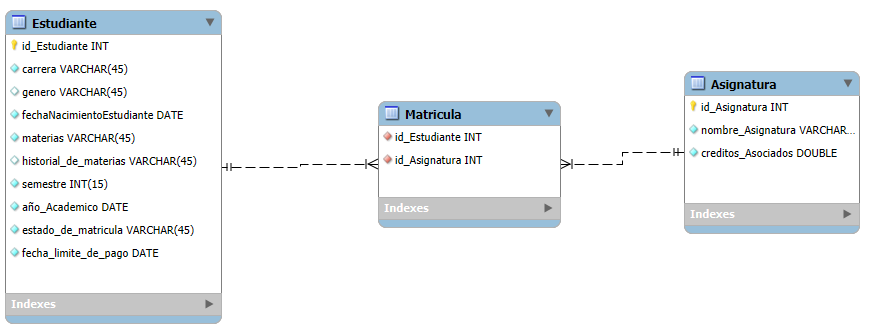 Estudiante
id_Estudiante INT
carrera VARCHAR(45)
genero VARCHAR(45)
fechaNacimientoEstudiante DATE
materias VARCHAR(45)
historial_de_materias VARCHAR(45)
semestre INT(15)
año_Academico DATE
estado_de_matricula VARCHAR(45)
fecha_limite_de_pago DATE
Indexes
Matricula
id_Estudiante INT
id_Asignatura INT
Indexes
Asignatura
id_Asignatura INT
nombre_Asignatura VARCHAR...
creditos_Asociados DOUBLE
Indexes